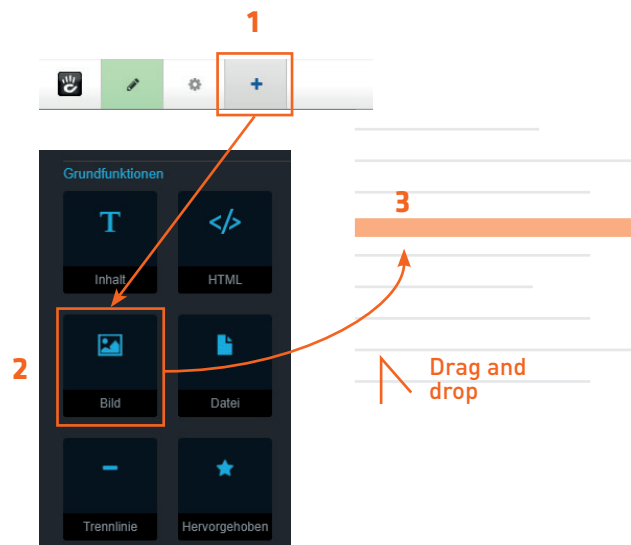 1
Grundfunktionen
T
Inhalt
</>
HTML
2
Bild
Datei
Trennlinie
Hervorgehoben
3
Drag and
drop